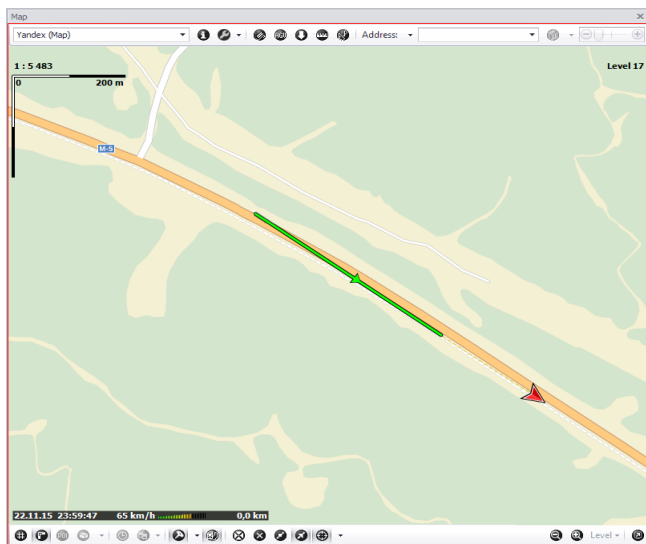 Map
Yandex (Map) Address:
1 : 5 483 Level 17
0 200 m
M-5
22.11.15 23:59:47 65 km/h 0,0 km
POI Level